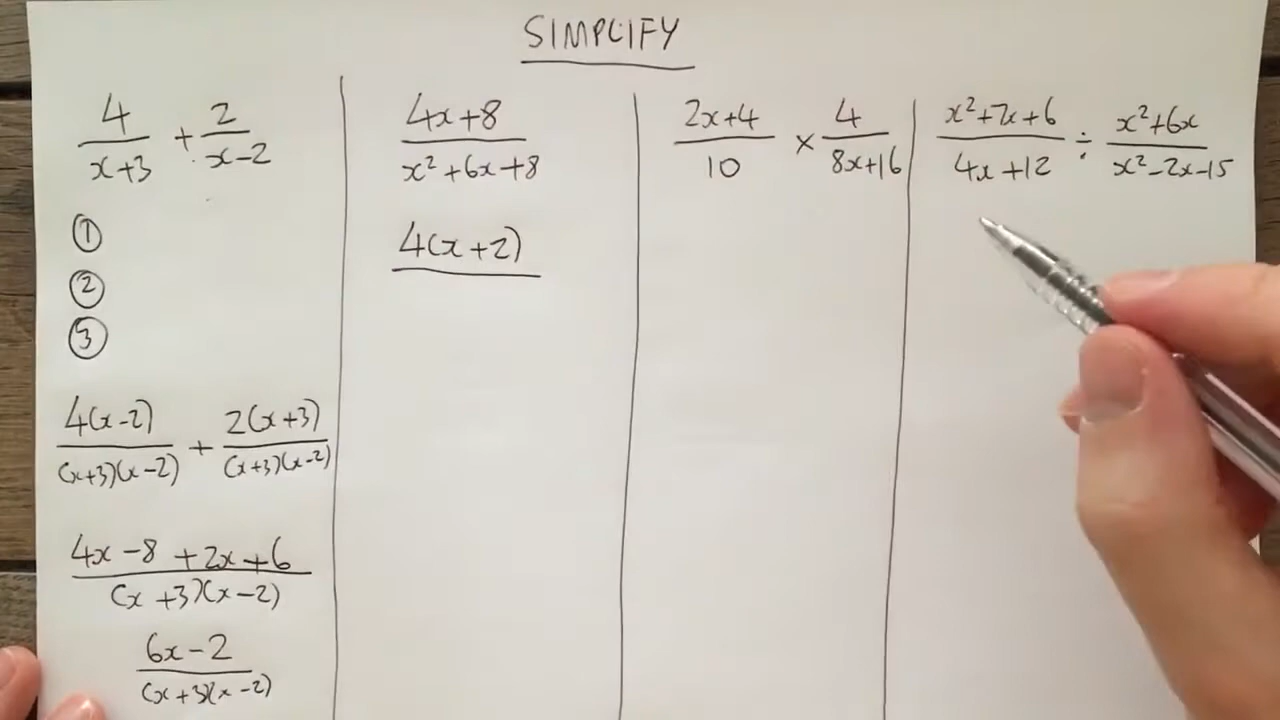 SIMPLIFY
4/(x+3) + 2/(x-2)
①
②
③
4(x-2)/((x+3)(x-2)) + 2(x+3)/((x+3)(x-2))
(4x-8+2x+6)/((x+3)(x-2))
(6x-2)/((x+3)(x-2))
(4x+8)/(x²+6x+8)
4(x+2)
(2x+4)/10 × 4/(8x+16)
(x²+7x+6)/(4x+12) ÷ (x²+6x)/(x²-2x-15)